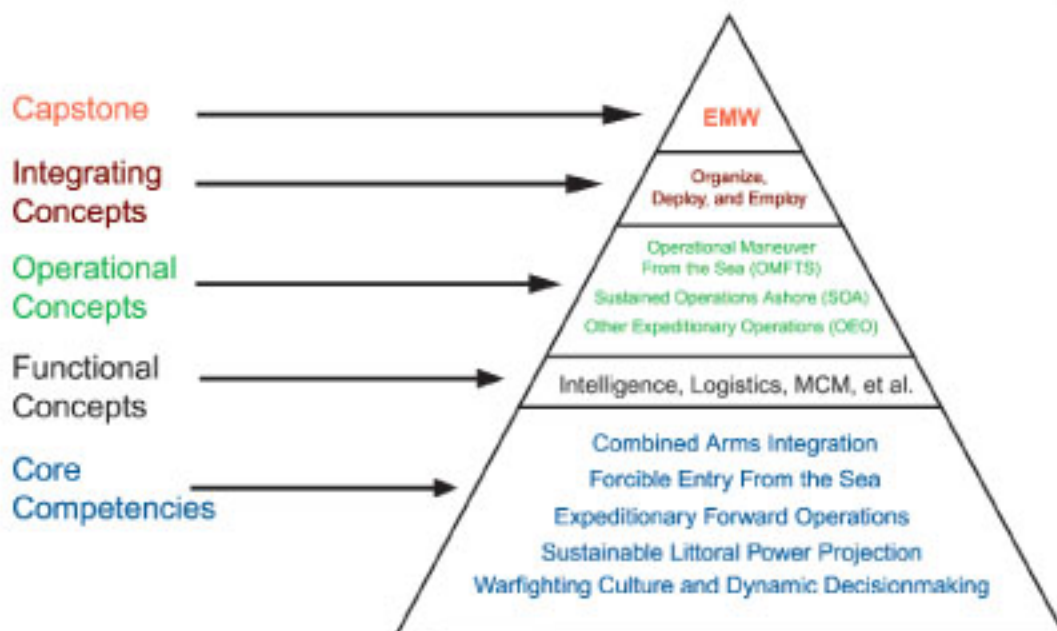 Capstone
EMW
Integrating
Concepts
Organize,
Deploy, and Employ
Operational
Concepts
Operational Maneuver
From the Sea (OMFTS)
Sustained Operations Ashore (SOA)
Other Expeditionary Operations (OEO)
Functional
Concepts
Intelligence, Logistics, MCM, et al.
Core
Competencies
Combined Arms Integration
Forcible Entry From the Sea
Expeditionary Forward Operations
Sustainable Littoral Power Projection
Warfighting Culture and Dynamic Decisionmaking